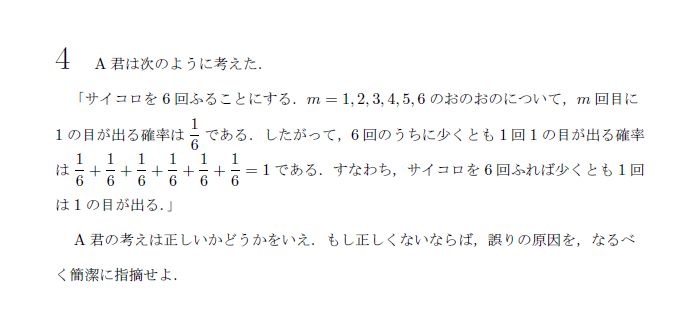 4 A 君は次のように考えた．
「サイコロを 6 回ふることにする．m = 1, 2, 3, 4, 5, 6 のおのおのについて，m 回目に
1 の目が出る確率は 1/6 である．したがって，6 回のうちに少くとも 1 回 1 の目が出る確率
は 1/6 + 1/6 + 1/6 + 1/6 + 1/6 + 1/6 = 1 である．すなわち，サイコロを 6 回ふれば少くとも 1 回
は 1 の目が出る．」
A 君の考えは正しいかどうかをいえ．もし正しくないならば，誤りの原因を，なるべ
く簡潔に指摘せよ．